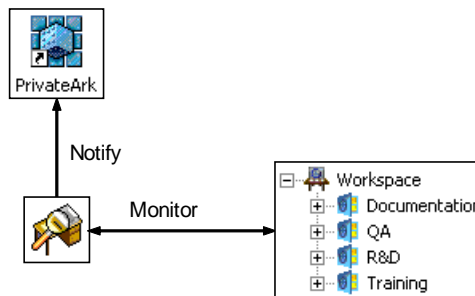 PrivateArk
Notify
Monitor
Workspace
Documentation
QA
R&D
Training